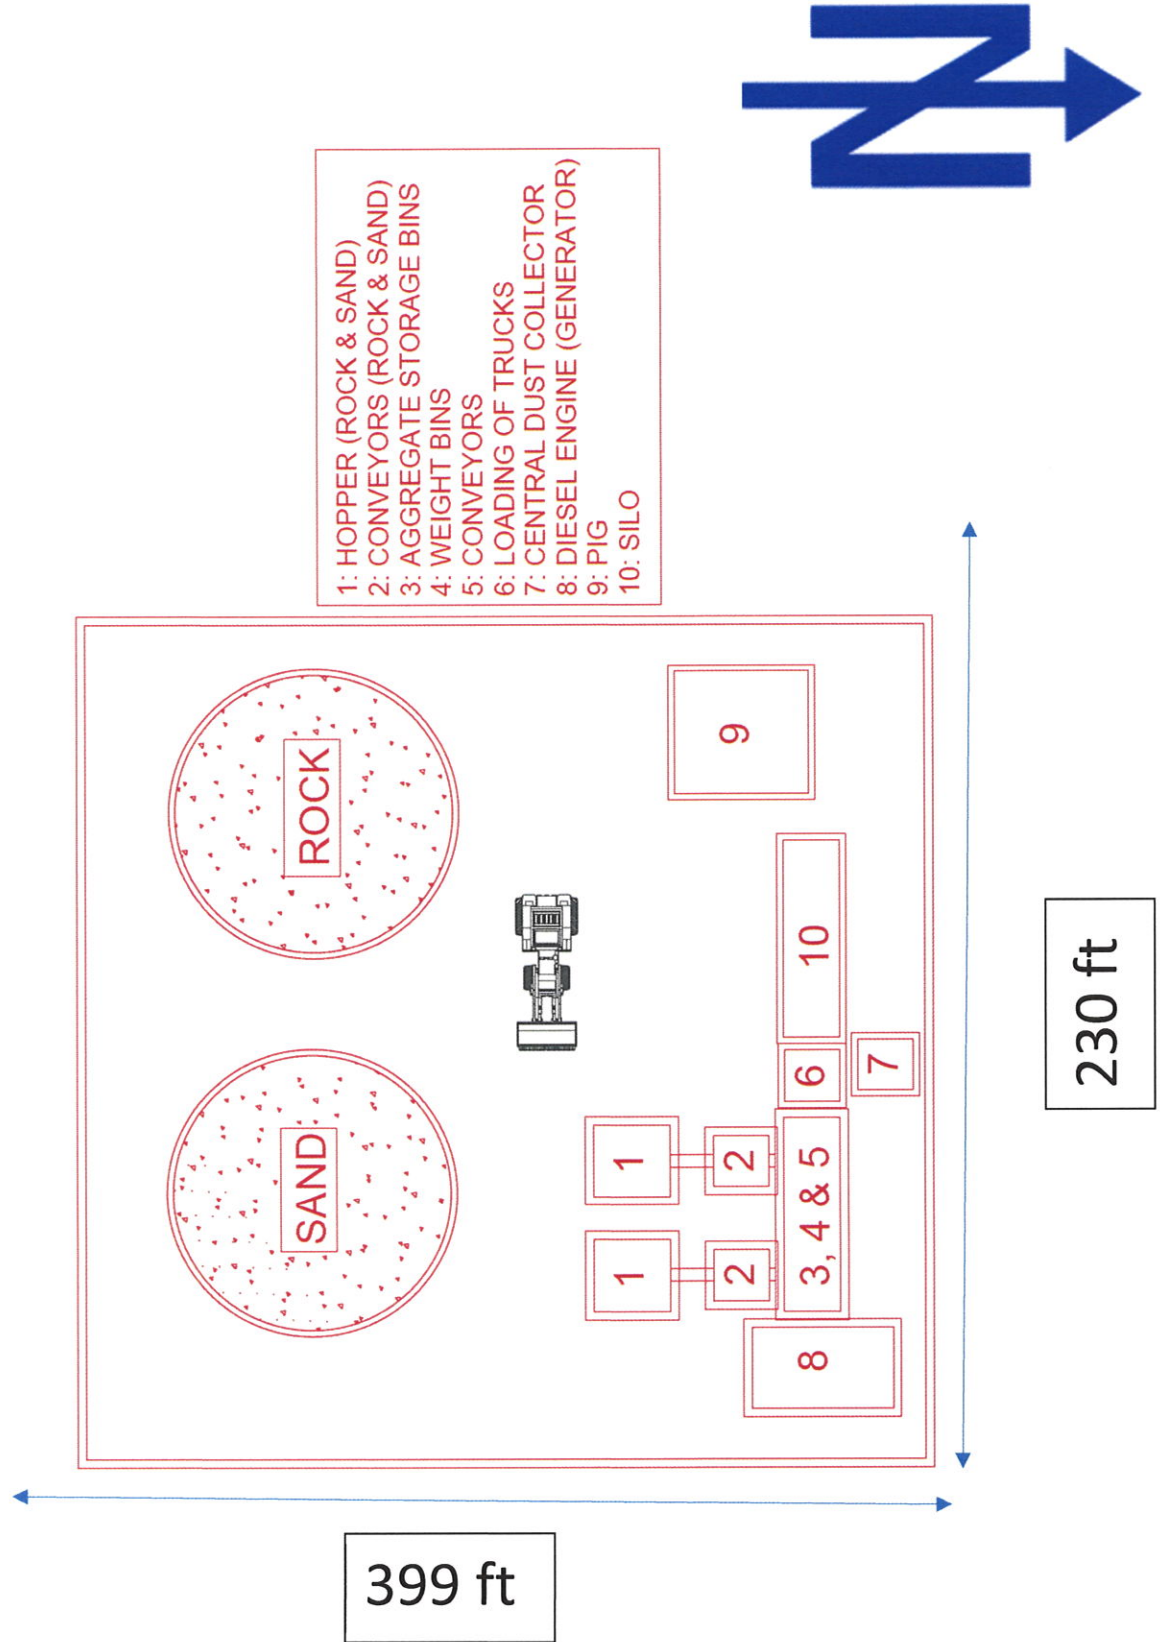 1: HOPPER (ROCK & SAND)
2: CONVEYORS (ROCK & SAND)
3: AGGREGATE STORAGE BINS
4: WEIGHT BINS
5: CONVEYORS
6: LOADING OF TRUCKS
7: CENTRAL DUST COLLECTOR
8: DIESEL ENGINE (GENERATOR)
9: PIG
10: SILO
SAND
ROCK
1
1
2
2
9
8
3, 4 & 5
6
10
7
399 ft
230 ft
N